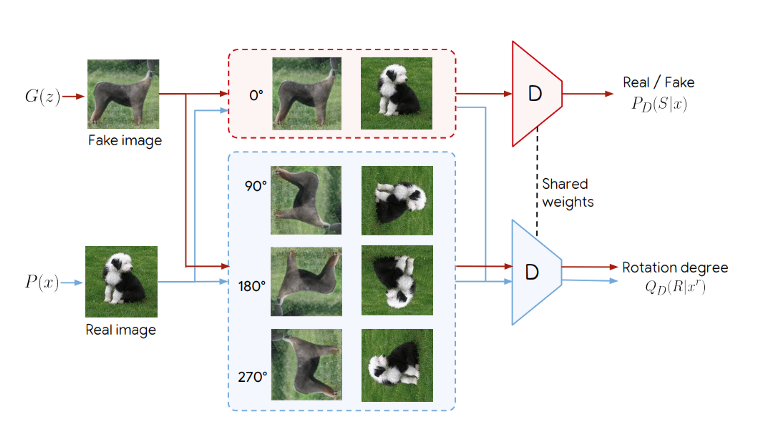 G(z)
Fake image
0°
D
Real / Fake
P_D(S|x)
90°
Shared
weights
P(x)
Real image
180°
D
Rotation degree
Q_D(R|x^r)
270°